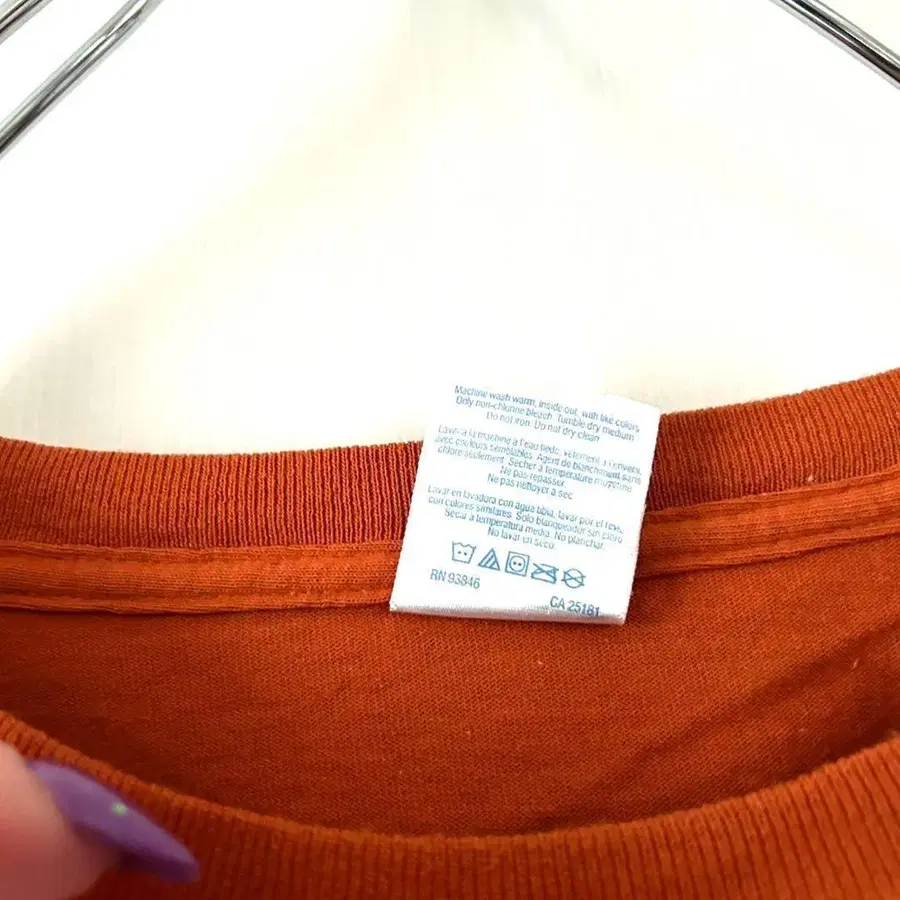 Machine wash warm, inside out, with like colors.
Only non-chlorine bleach. Tumble dry medium
Do not iron. Do not dry clean
Laver à la machine à l'eau tiède, vêtement à l'envers,
avec couleurs semblables. Agent de blanchiment sans
chlore seulement. Sécher à température moyenne
Ne pas repasser.
Ne pas nettoyer à sec
Lavar en lavadora con agua tibia, lavar por el revé,
con colores similares. Solo blanqueador sin cloro
Secar a temperatura media. No planchar.
No lavar en seco.
RN 93846
CA 25181